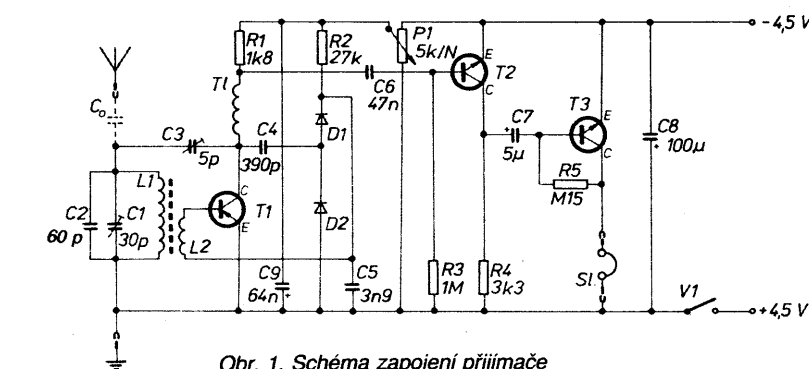 R1
1k8
R2
27k
P1
5k/N
E
T2
C
-4,5 V
Tl
C6
47n
C7
5µ
T3
E
C
C8
100µ
C₀
C3
5p
C4
390p
D1
R5
M15
C2
60 p
C1
30p
L1
L2
C
T1
E
D2
C9
64n
C5
3n9
R3
1M
R4
3k3
Sl.
V1
+4,5 V
Obr. 1. Schéma zapojení přijímače